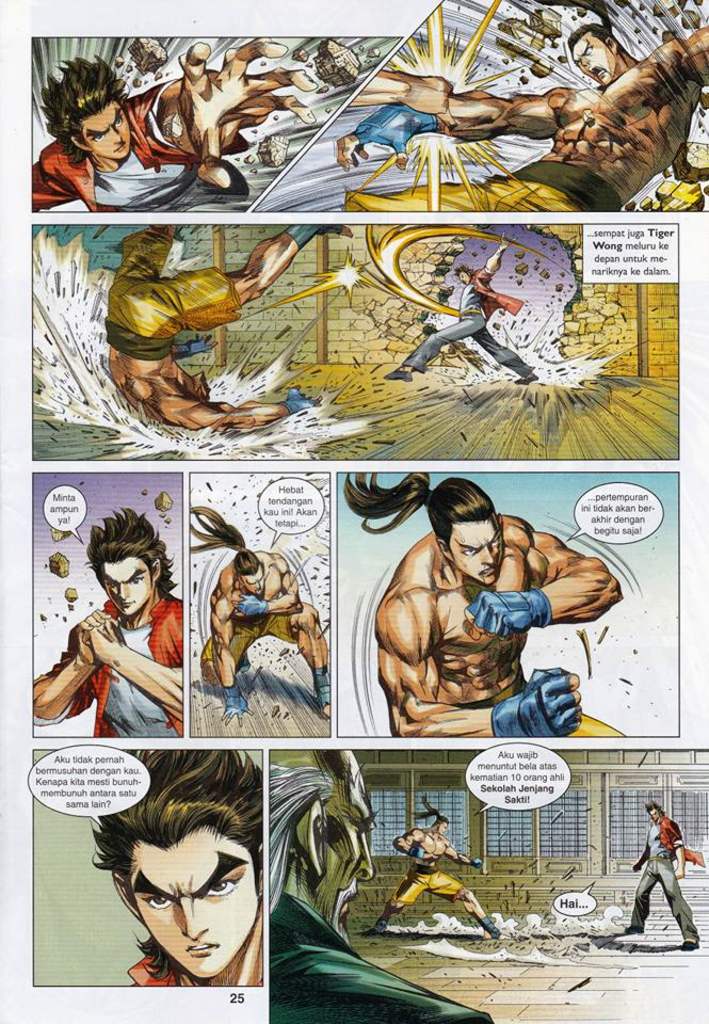 ...sempat juga Tiger
Wong meluru ke
depan untuk me-
nariknya ke dalam.
Minta
ampun
ya!
Hebat
tendangan
kau ini! Akan
tetapi...
...pertempuran
ini tidak akan ber-
akhir dengan
begitu saja!
Aku tidak pernah
bermusuhan dengan kau.
Kenapa kita mesti bunuh-
membunuh antara satu
sama lain?
Aku wajib
menuntut bela atas
kematian 10 orang ahli
Sekolah Jenjang
Sakti!
Hai...
25